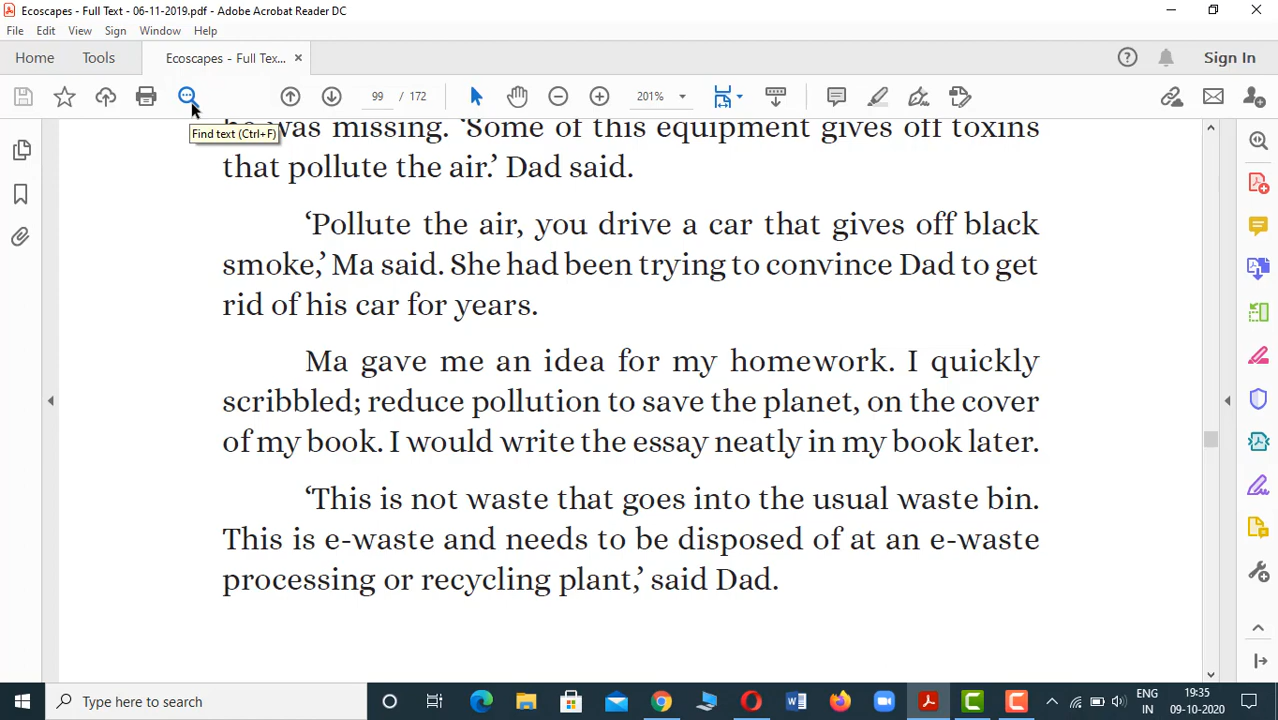 Ecoscapes - Full Text - 06-11-2019.pdf - Adobe Acrobat Reader DC
File Edit View Sign Window Help
Home Tools Ecoscapes - Full Tex... × Sign In
99 / 172 201%
Find text (Ctrl+F)
he was missing. ‘Some of this equipment gives off toxins
that pollute the air.’ Dad said.
‘Pollute the air, you drive a car that gives off black
smoke,’ Ma said. She had been trying to convince Dad to get
rid of his car for years.
Ma gave me an idea for my homework. I quickly
scribbled; reduce pollution to save the planet, on the cover
of my book. I would write the essay neatly in my book later.
‘This is not waste that goes into the usual waste bin.
This is e-waste and needs to be disposed of at an e-waste
processing or recycling plant,’ said Dad.
Type here to search
ENG 19:35
IN 09-10-2020